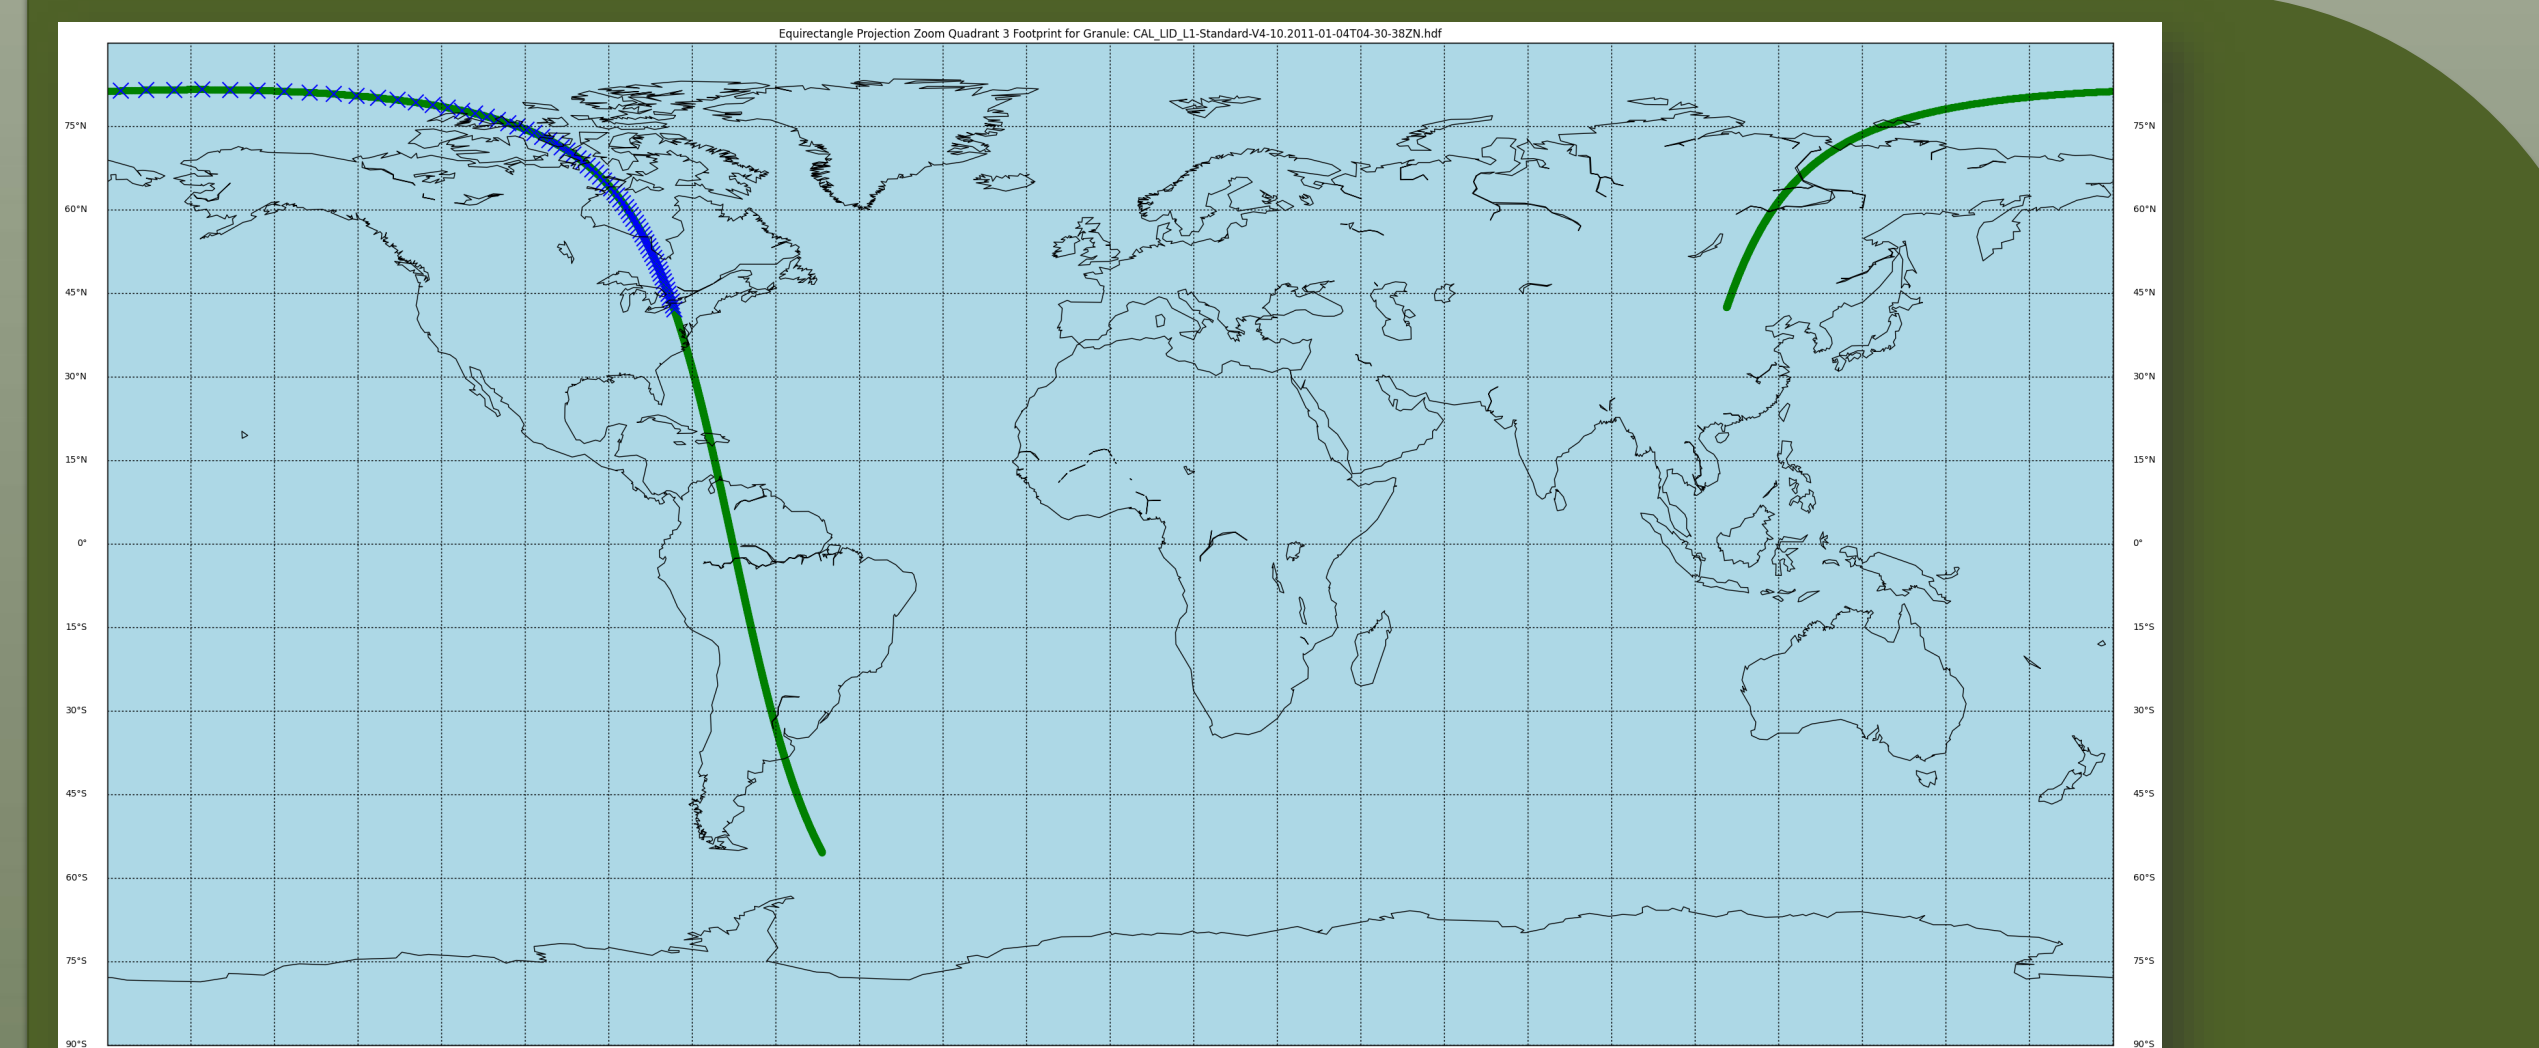 Equirectangle Projection Zoom Quadrant 3 Footprint for Granule: CAL_LID_L1-Standard-V4-10.2011-01-04T04-30-38ZN.hdf
75°N 75°N
60°N 60°N
45°N 45°N
30°N 30°N
15°N 15°N
0° 0°
15°S 15°S
30°S 30°S
45°S 45°S
60°S 60°S
75°S 75°S
90°S 90°S